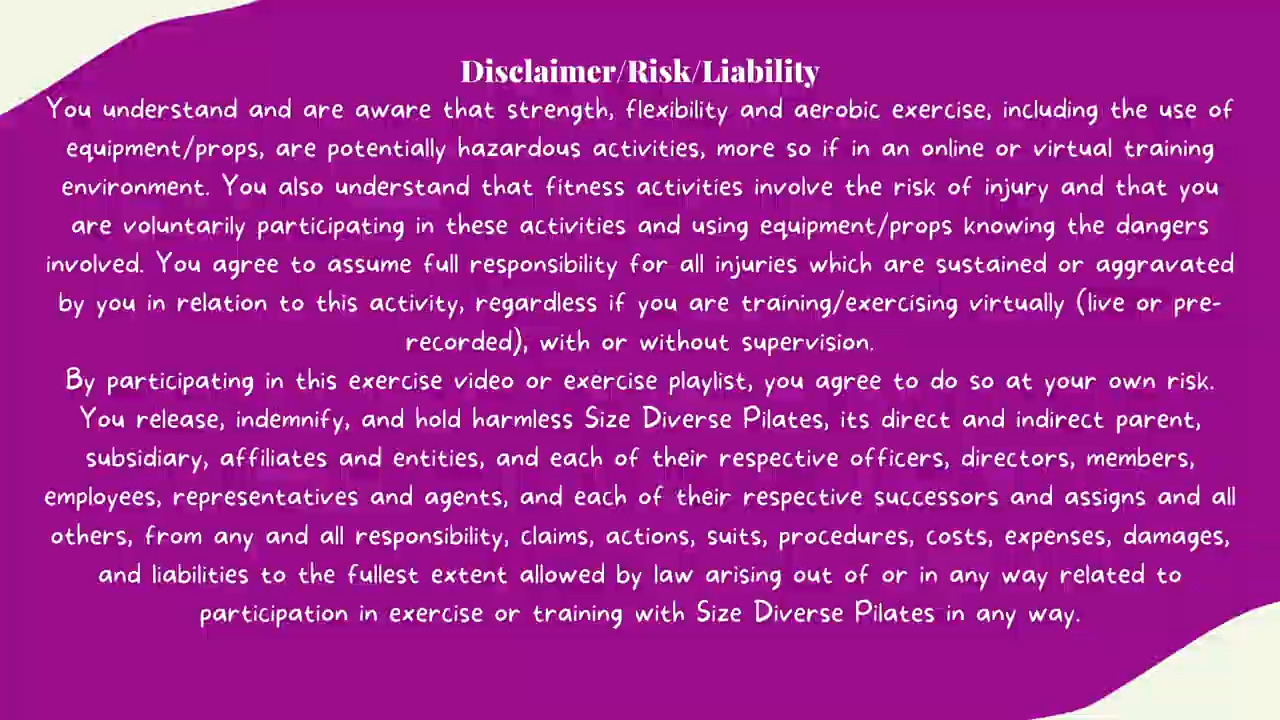 Disclaimer/Risk/Liability
You understand and are aware that strength, flexibility and aerobic exercise, including the use of
equipment/props, are potentially hazardous activities, more so if in an online or virtual training
environment. You also understand that fitness activities involve the risk of injury and that you
are voluntarily participating in these activities and using equipment/props knowing the dangers
involved. You agree to assume full responsibility for all injuries which are sustained or aggravated
by you in relation to this activity, regardless if you are training/exercising virtually (live or pre-
recorded), with or without supervision.
By participating in this exercise video or exercise playlist, you agree to do so at your own risk.
You release, indemnify, and hold harmless Size Diverse Pilates, its direct and indirect parent,
subsidiary, affiliates and entities, and each of their respective officers, directors, members,
employees, representatives and agents, and each of their respective successors and assigns and all
others, from any and all responsibility, claims, actions, suits, procedures, costs, expenses, damages,
and liabilities to the fullest extent allowed by law arising out of or in any way related to
participation in exercise or training with Size Diverse Pilates in any way.